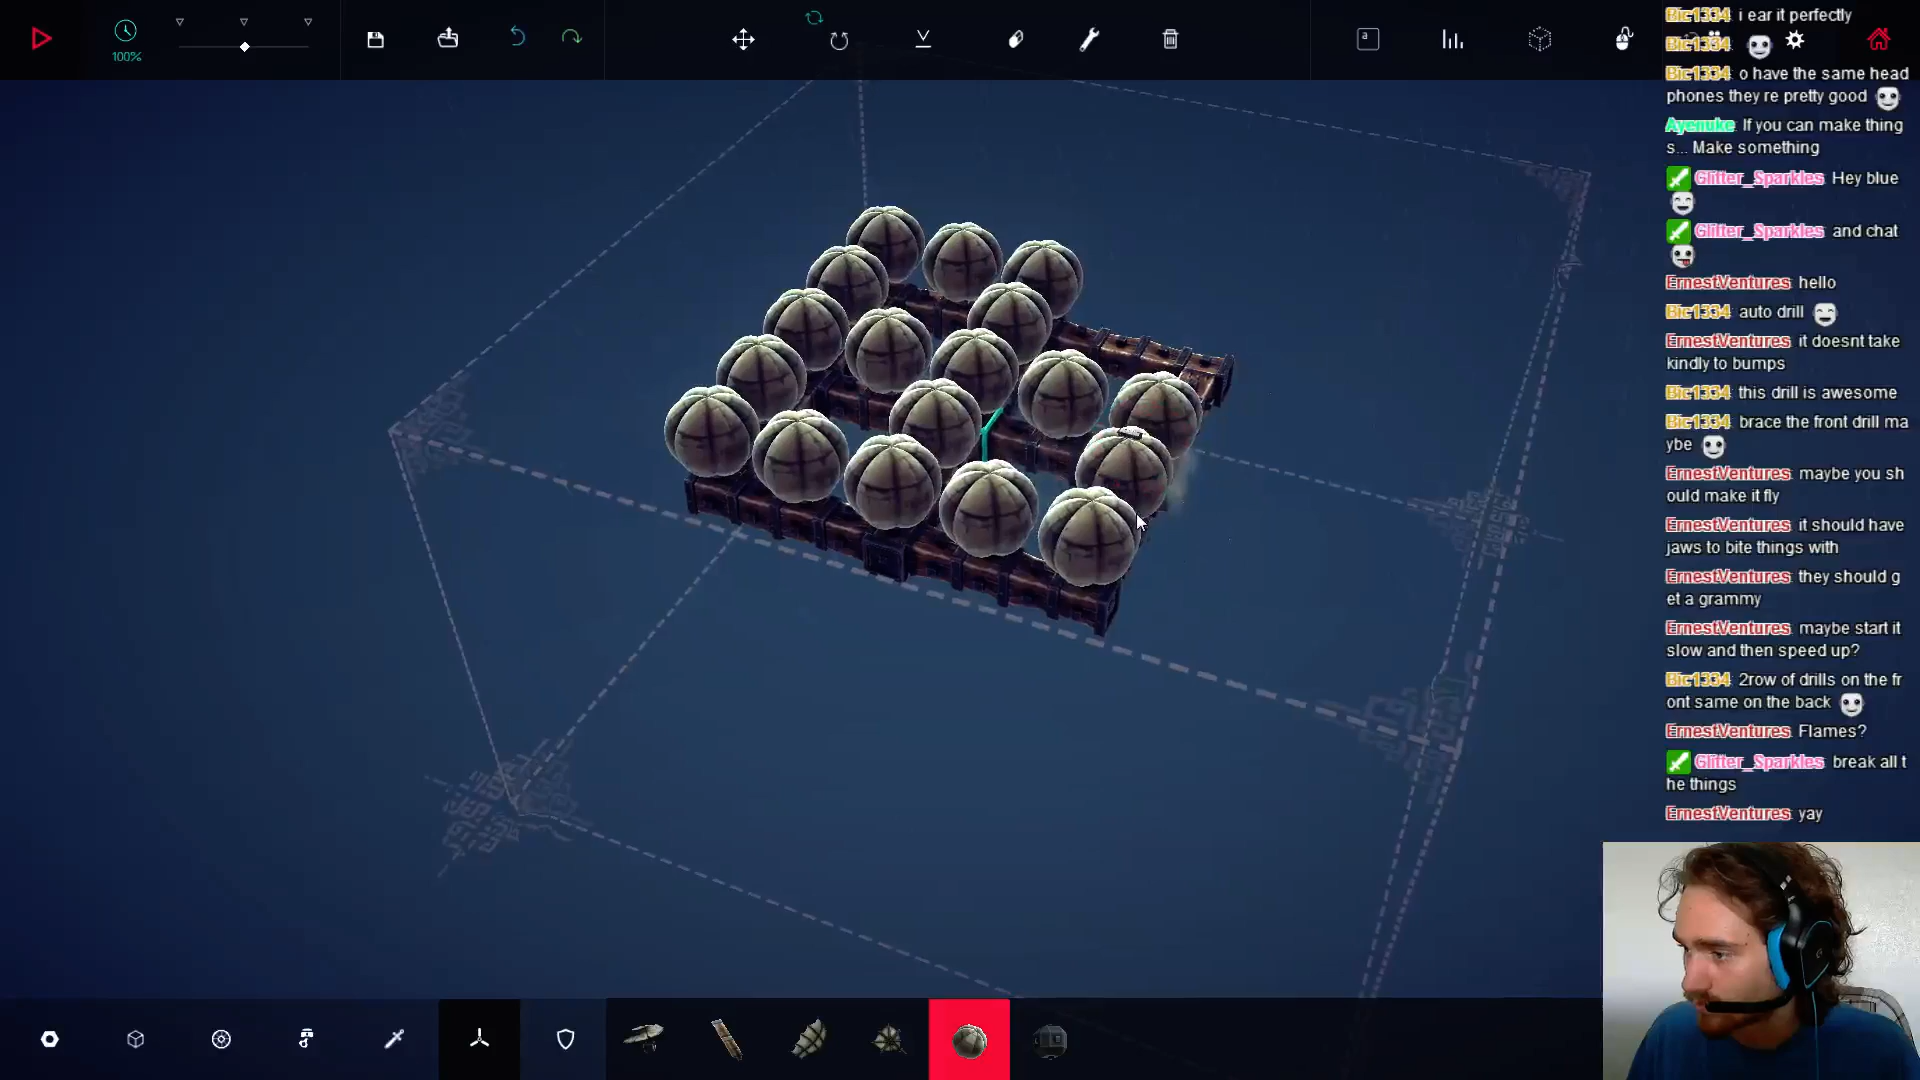 100%
a
Bic1334 i ear it perfectly
Bic1334
Bic1334 o have the same head
phones they re pretty good
Ayenuke If you can make thing
s... Make something
Glitter_Sparkles Hey blue
Glitter_Sparkles and chat
ErnestVentures hello
Bic1334 auto drill
ErnestVentures it doesnt take
kindly to bumps
Bic1334 this drill is awesome
Bic1334 brace the front drill ma
ybe
ErnestVentures maybe you sh
ould make it fly
ErnestVentures it should have
jaws to bite things with
ErnestVentures they should g
et a grammy
ErnestVentures maybe start it
slow and then speed up?
Bic1334 2row of drills on the fr
ont same on the back
ErnestVentures Flames?
Glitter_Sparkles break all t
he things
ErnestVentures yay